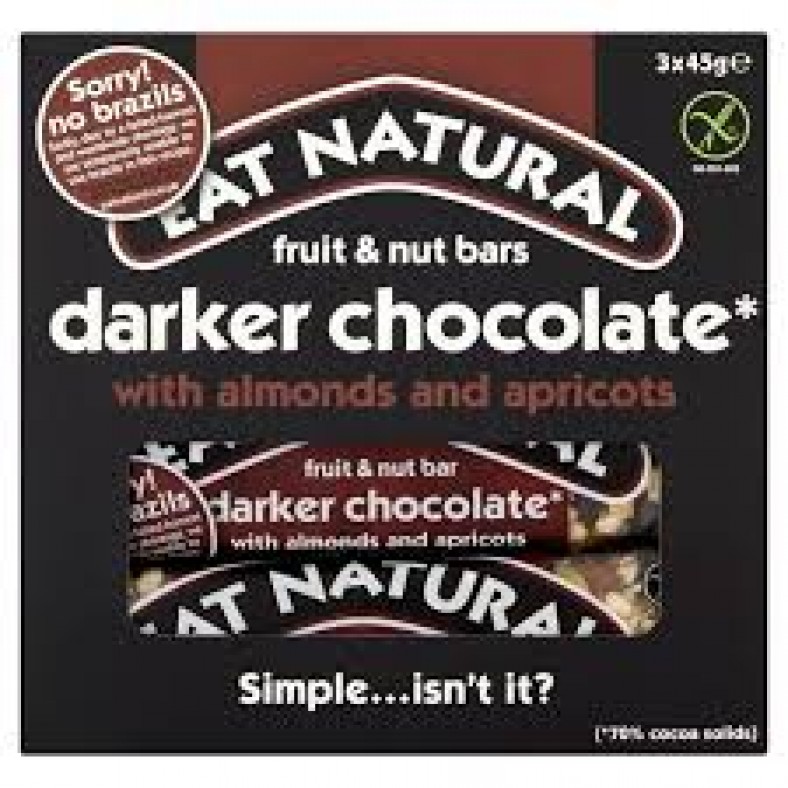 3x45g℮
Sorry!
no brazils
EAT NATURAL
fruit & nut bars
darker chocolate*
with almonds and apricots
fruit & nut bar
darker chocolate*
with almonds and apricots
EAT NATURAL
Simple...isn't it?
(*70% cocoa solids)